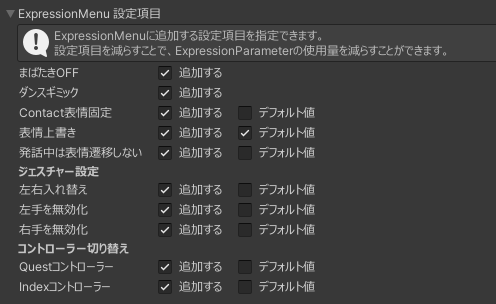 ExpressionMenu 設定項目
ExpressionMenuに追加する設定項目を指定できます。
設定項目を減らすことで、ExpressionParameterの使用量を減らすことができます。
まばたきOFF 追加する
ダンスギミック 追加する
Contact表情固定 追加する デフォルト値
表情上書き 追加する デフォルト値
発話中は表情遷移しない 追加する デフォルト値
ジェスチャー設定
左右入れ替え 追加する デフォルト値
左手を無効化 追加する デフォルト値
右手を無効化 追加する デフォルト値
コントローラー切り替え
Questコントローラー 追加する デフォルト値
Indexコントローラー 追加する デフォルト値